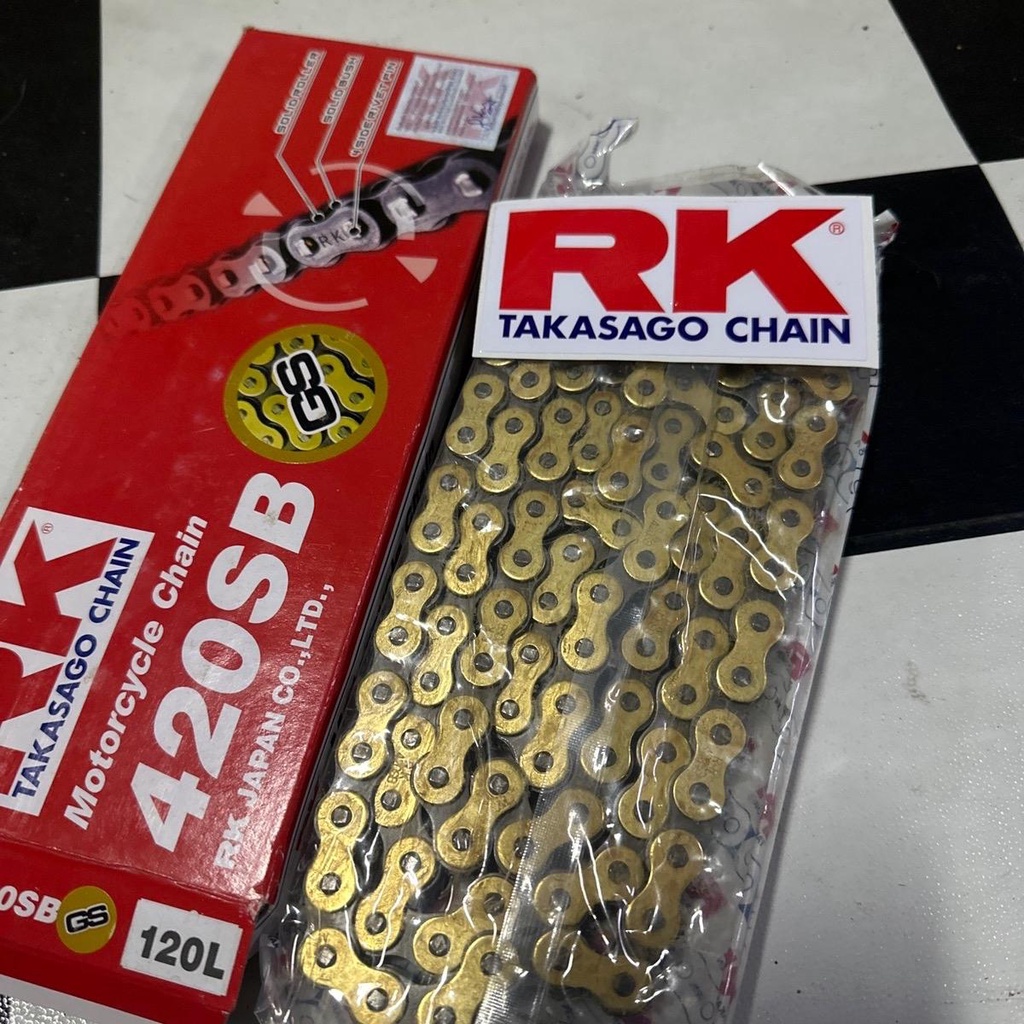 SOLID ROLLER
SOLID BUSH
4SIDE RIVET PIN
RK
GS
RK®
TAKASAGO CHAIN
Motorcycle Chain
420SB
RK JAPAN CO.,LTD.,
0SB GS
120L
RK®
TAKASAGO CHAIN